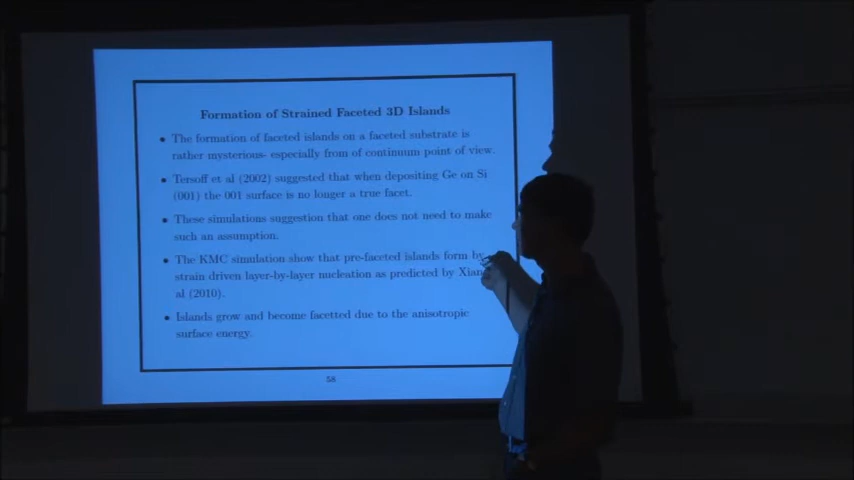 Formation of Strained Faceted 3D Islands
• The formation of faceted islands on a faceted substrate is
rather mysterious- especially from of continuum point of view.
• Tersoff et al (2002) suggested that when depositing Ge on Si
(001) the 001 surface is no longer a true facet.
• These simulations suggestion that one does not need to make
such an assumption.
• The KMC simulation show that pre-faceted islands form by
strain driven layer-by-layer nucleation as predicted by
al (2010).
• Islands grow and become facetted due to the anisotropic
surface energy.
58